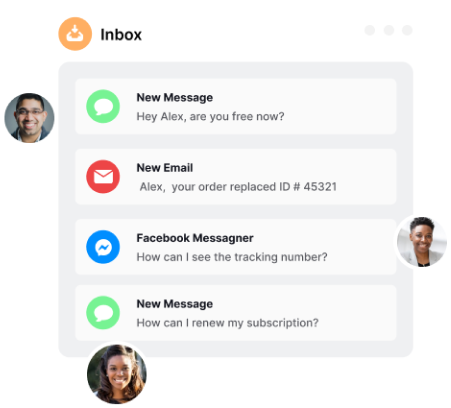 Inbox
New Message
Hey Alex, are you free now?
New Email
Alex, your order replaced ID # 45321
Facebook Messagner
How can I see the tracking number?
New Message
How can I renew my subscription?